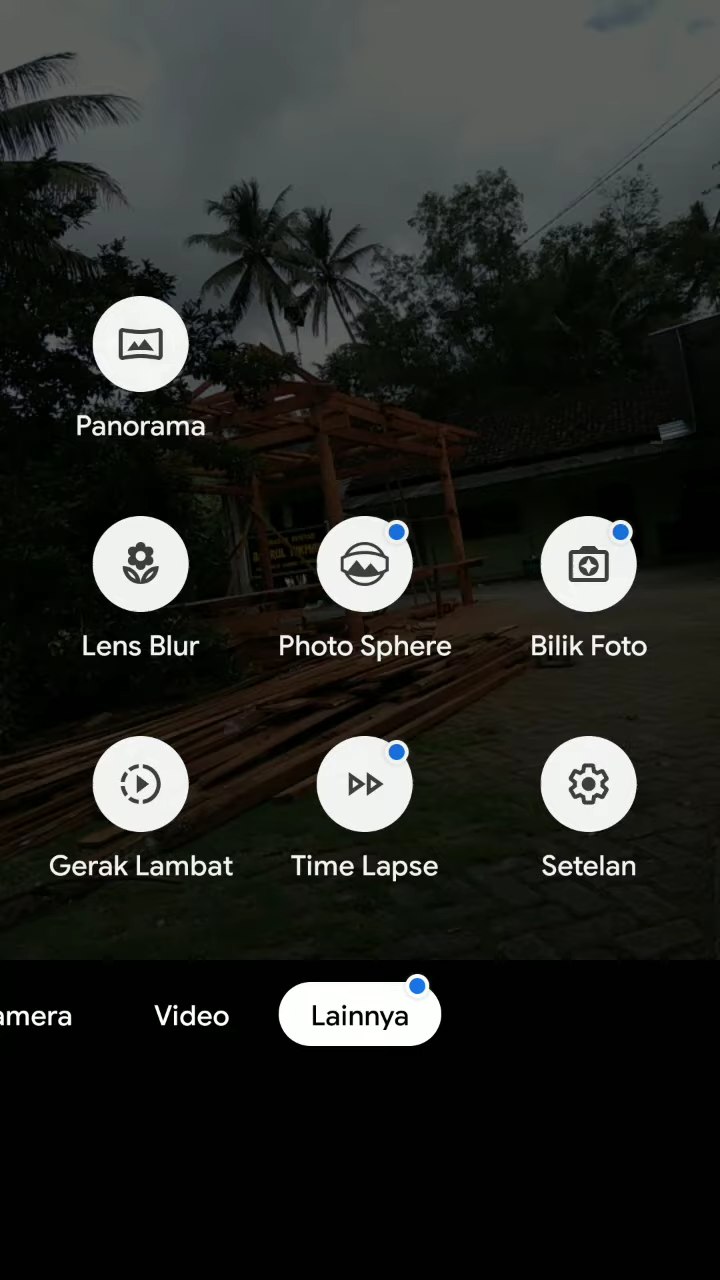 Panorama
Lens Blur
Photo Sphere
Bilik Foto
Gerak Lambat
Time Lapse
Setelan
amera
Video
Lainnya